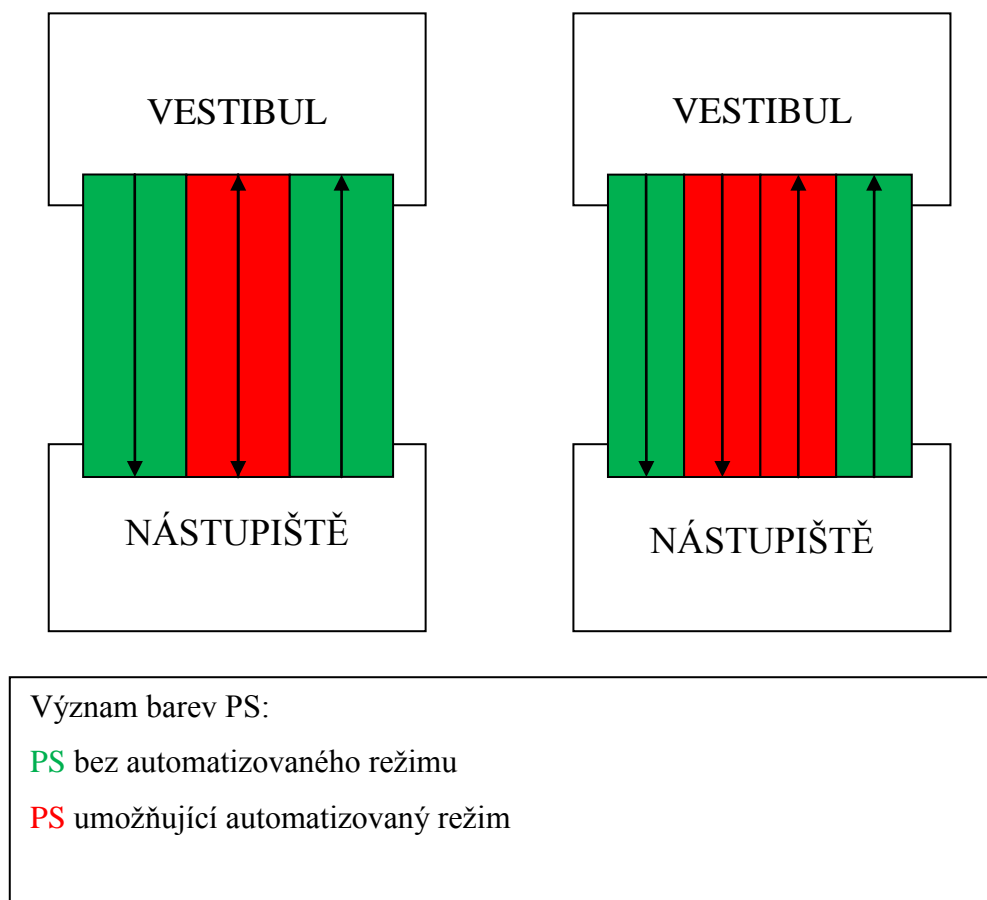 VESTIBUL
VESTIBUL
NÁSTUPIŠTĚ
NÁSTUPIŠTĚ
Význam barev PS:
PS bez automatizovaného režimu
PS umožňující automatizovaný režim